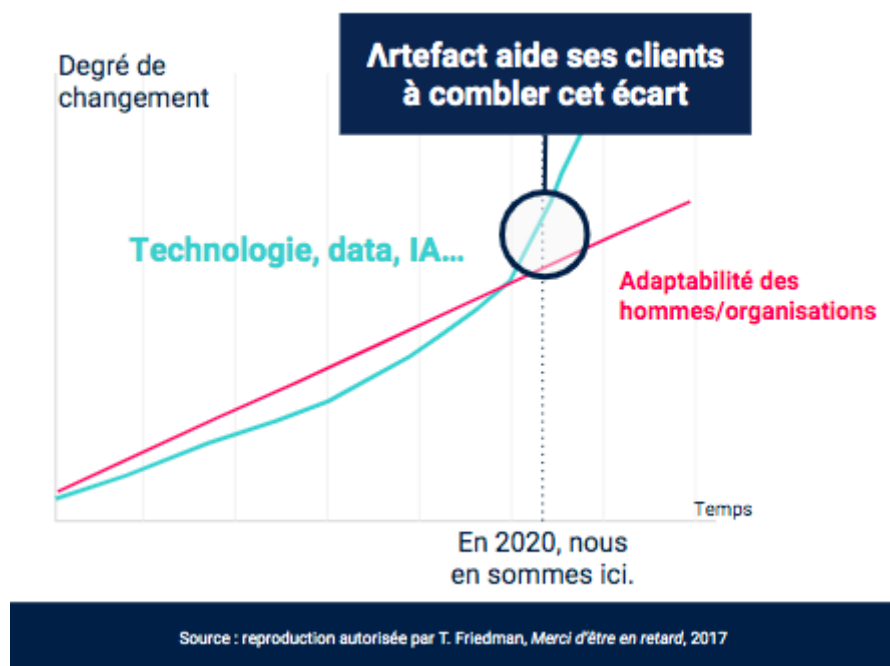 Degré de
changement
Λrtefact aide ses clients
à combler cet écart
Technologie, data, IA...
Adaptabilité des
hommes/organisations
Temps
En 2020, nous
en sommes ici.
Source : reproduction autorisée par T. Friedman, Merci d'être en retard, 2017